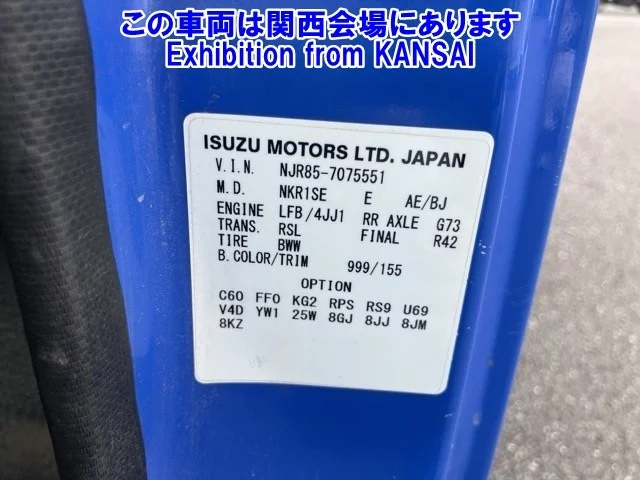 この車両は関西会場にあります
Exhibition from KANSAI
ISUZU MOTORS LTD. JAPAN
V.I.N. NJR85-7075551
M.D. NKR1SE E AE/BJ
ENGINE LFB/4JJ1 RR AXLE G73
TRANS. RSL FINAL R42
TIRE BWW
B.COLOR/TRIM 999/155
OPTION
C60 FF0 KG2 RPS RS9 U69
V4D YW1 25W 8GJ 8JJ 8JM
8KZ